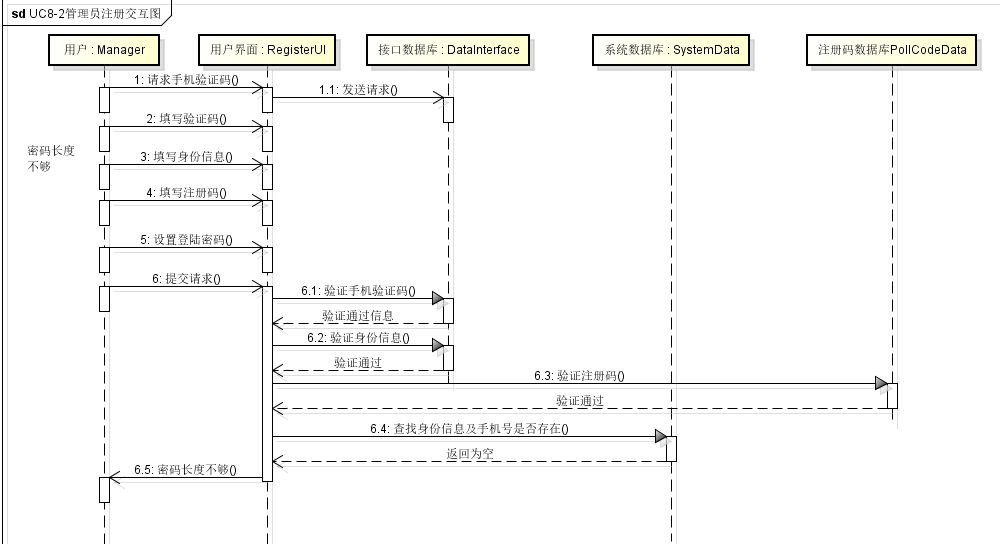 sd UC8-2管理员注册交互图
用户 : Manager
用户界面 : RegisterUI
接口数据库 : DataInterface
系统数据库 : SystemData
注册码数据库PollCodeData
1: 请求手机验证码()
1.1: 发送请求()
2: 填写验证码()
密码长度
不够
3: 填写身份信息()
4: 填写注册码()
5: 设置登陆密码()
6: 提交请求()
6.1: 验证手机验证码()
验证通过信息
6.2: 验证身份信息()
验证通过
6.3: 验证注册码()
验证通过
6.4: 查找身份信息及手机号是否存在()
返回为空
6.5: 密码长度不够()